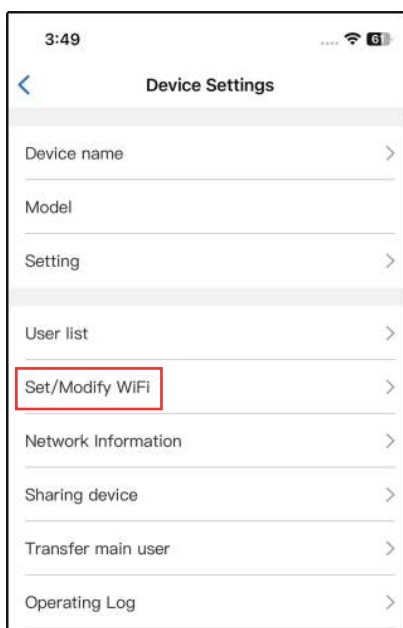 3:49
61
Device Settings
Device name
Model
Setting
User list
Set/Modify WiFi
Network Information
Sharing device
Transfer main user
Operating Log